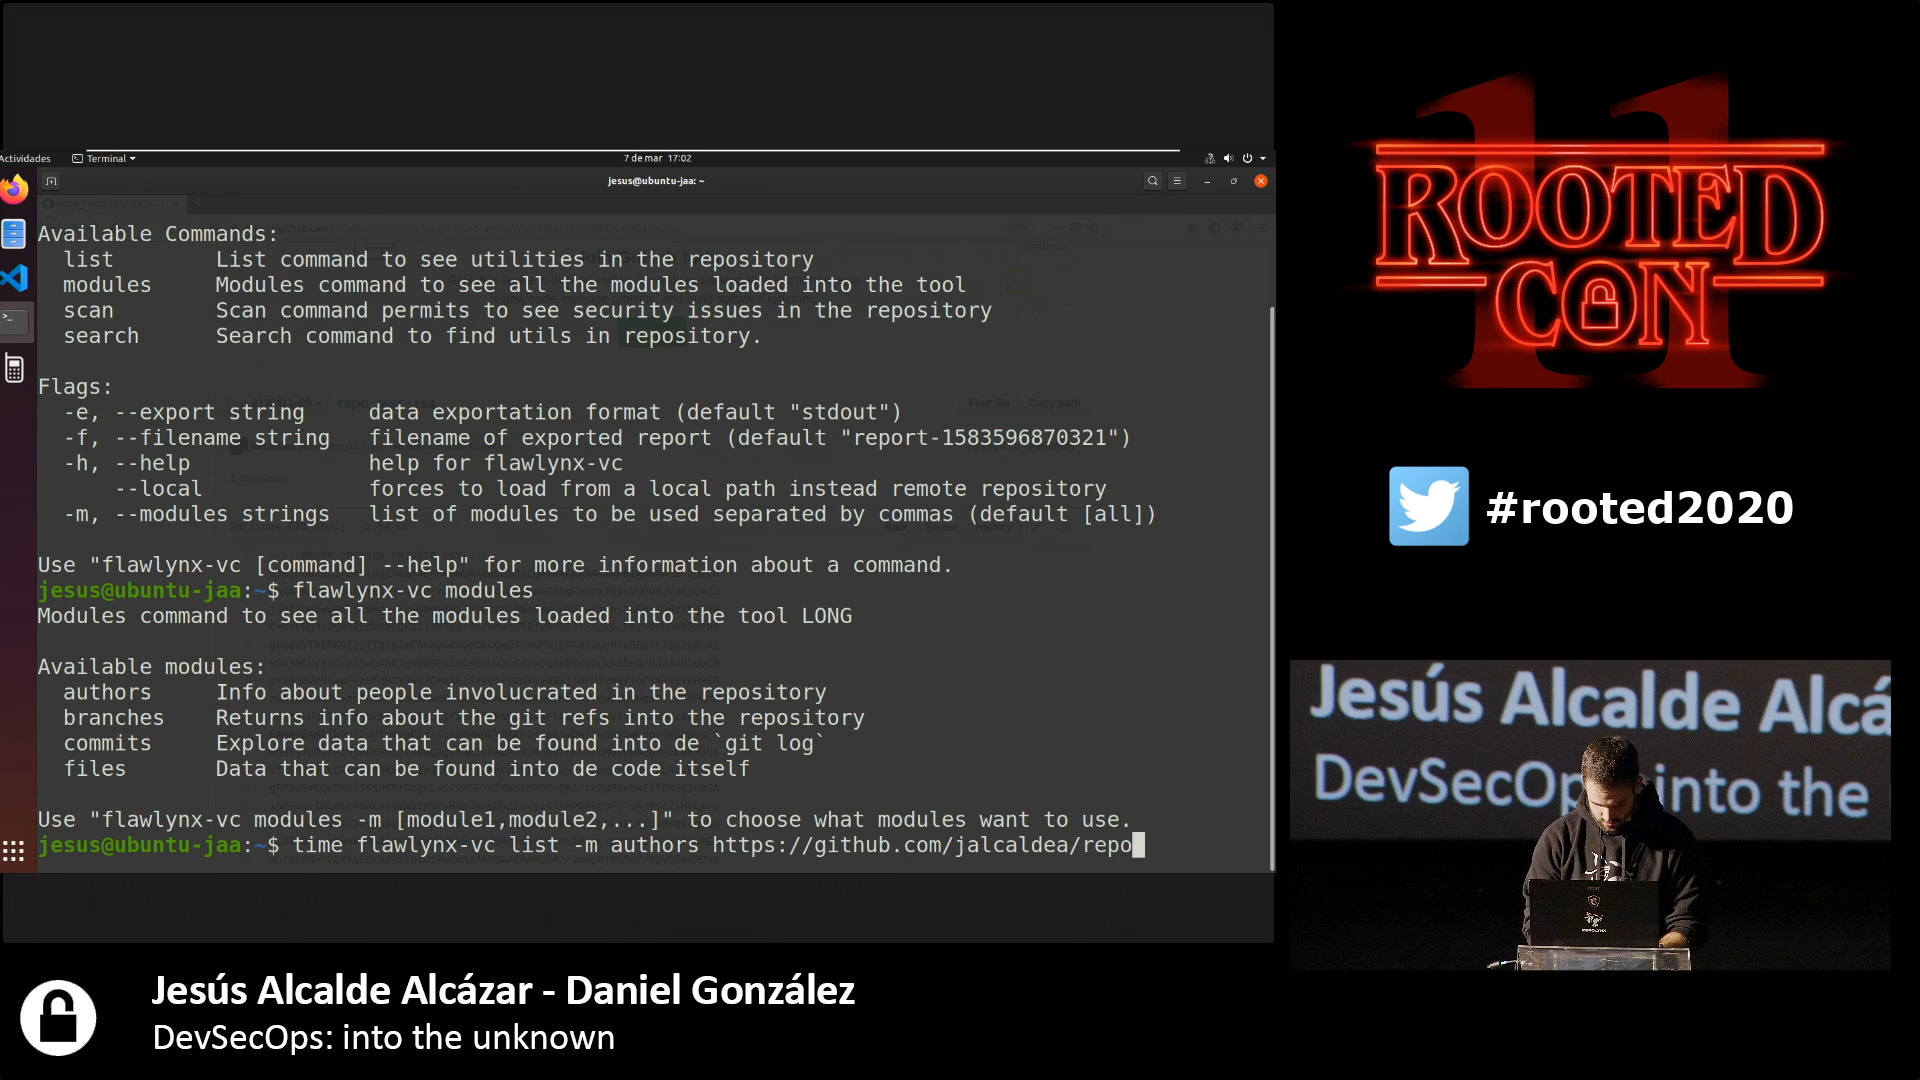 Actividades
Terminal
7 de mar 17:02
jesus@ubuntu-jaa: ~
Available Commands:
list List command to see utilities in the repository
modules Modules command to see all the modules loaded into the tool
scan Scan command permits to see security issues in the repository
search Search command to find utils in repository.
Flags:
-e, --export string data exportation format (default "stdout")
-f, --filename string filename of exported report (default "report-1583596870321")
-h, --help help for flawlynx-vc
--local forces to load from a local path instead remote repository
-m, --modules strings list of modules to be used separated by commas (default [all])
Use "flawlynx-vc [command] --help" for more information about a command.
jesus@ubuntu-jaa:~$ flawlynx-vc modules
Modules command to see all the modules loaded into the tool LONG
Available modules:
authors Info about people involucrated in the repository
branches Returns info about the git refs into the repository
commits Explore data that can be found into de `git log`
files Data that can be found into de code itself
Use "flawlynx-vc modules -m [module1,module2,...]" to choose what modules want to use.
jesus@ubuntu-jaa:~$ time flawlynx-vc list -m authors https://github.com/jalcaldea/repo
11
ROOTED
CON
#rooted2020
Jesús Alcalde Alcá
DevSecOp into the
Jesús Alcalde Alcázar - Daniel González
DevSecOps: into the unknown